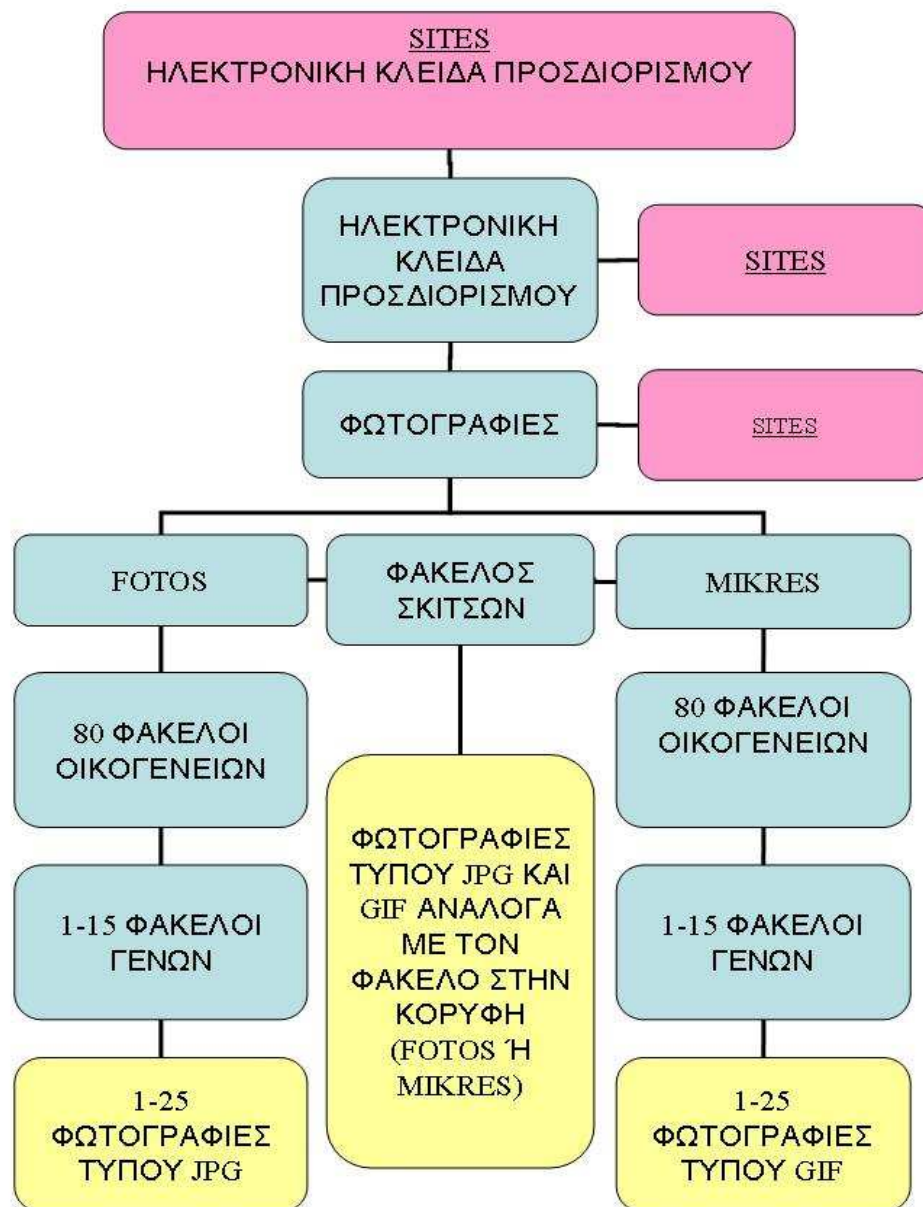 SITES
ΗΛΕΚΤΡΟΝΙΚΗ ΚΛΕΙΔΑ ΠΡΟΣΔΙΟΡΙΣΜΟΥ
ΗΛΕΚΤΡΟΝΙΚΗ
ΚΛΕΙΔΑ
ΠΡΟΣΔΙΟΡΙΣΜΟΥ
SITES
ΦΩΤΟΓΡΑΦΙΕΣ
SITES
FOTOS
ΦΑΚΕΛΟΣ
ΣΚΙΤΣΩΝ
MIKRES
80 ΦΑΚΕΛΟΙ
ΟΙΚΟΓΕΝΕΙΩΝ
80 ΦΑΚΕΛΟΙ
ΟΙΚΟΓΕΝΕΙΩΝ
ΦΩΤΟΓΡΑΦΙΕΣ
ΤΥΠΟΥ JPG ΚΑΙ
GIF ΑΝΑΛΟΓΑ
ΜΕ ΤΟΝ
ΦΑΚΕΛΟ ΣΤΗΝ
ΚΟΡΥΦΗ
(FOTOS Ή
MIKRES)
1-15 ΦΑΚΕΛΟΙ
ΓΕΝΩΝ
1-15 ΦΑΚΕΛΟΙ
ΓΕΝΩΝ
1-25
ΦΩΤΟΓΡΑΦΙΕΣ
ΤΥΠΟΥ JPG
1-25
ΦΩΤΟΓΡΑΦΙΕΣ
ΤΥΠΟΥ GIF